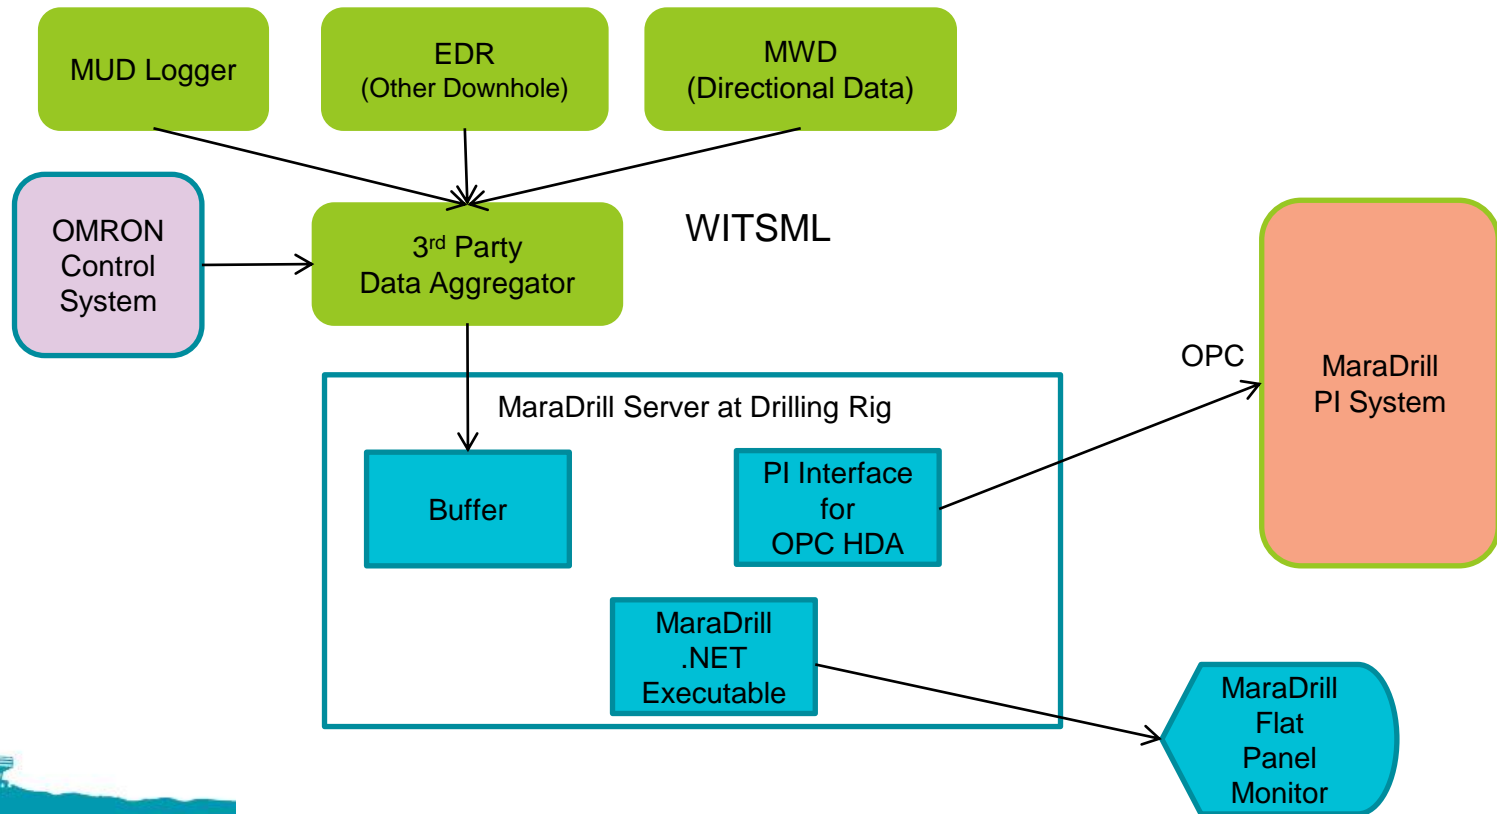 MUD Logger
EDR
(Other Downhole)
MWD
(Directional Data)
OMRON
Control
System
3rd Party
Data Aggregator
WITSML
OPC
MaraDrill
PI System
MaraDrill Server at Drilling Rig
Buffer
PI Interface
for
OPC HDA
MaraDrill
.NET
Executable
MaraDrill
Flat
Panel
Monitor